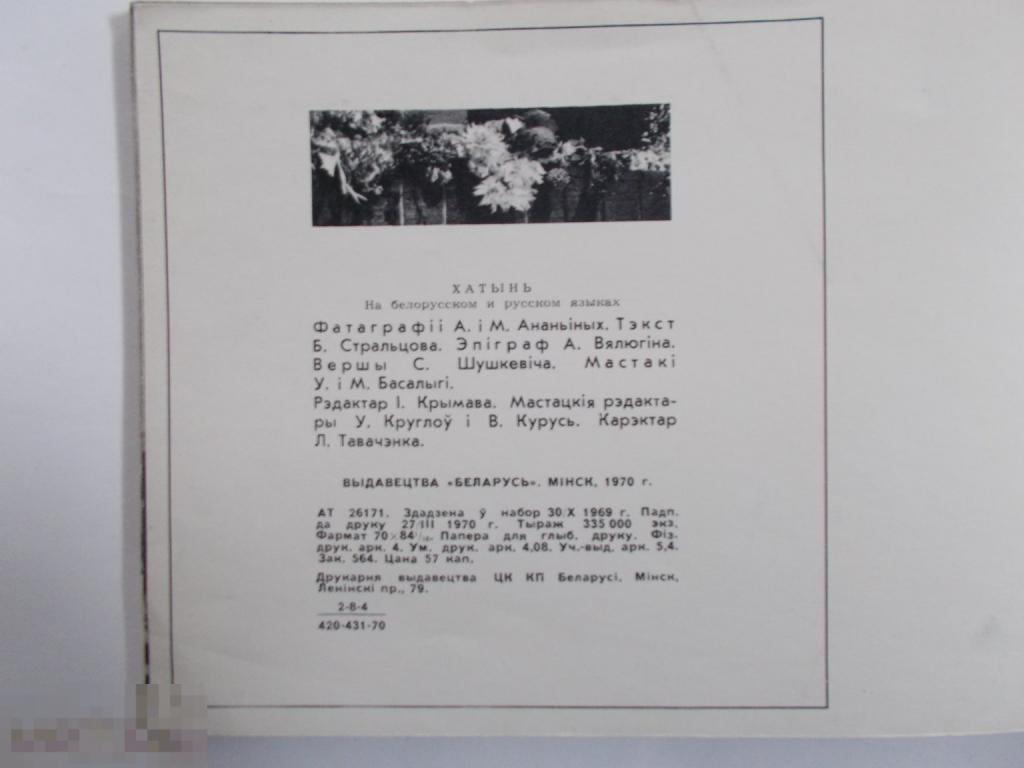 ХАТЫНЬ
На белорусском и русском языках
Фатаграфіі А. і М. Ананьіных. Тэкст
Б. Стральцова. Эпіграф А. Вялюгіна.
Вершы С. Шушкевіча. Мастакі
У. і М. Басалыгі.
Рэдактар І. Крымава. Мастацкія рэдакта-
ры У. Круглоў і В. Курусь. Карэктар
Л. Тавачэнка.
ВЫДАВЕЦТВА «БЕЛАРУСЬ». МІНСК, 1970 г.
АТ 26171. Здадзена ў набор 30/X 1969 г. Падп.
да друку 27/III 1970 г. Тыраж 335 000 экз.
Фармат 70×84 1/16. Папера для глыб. друку. Фіз.
друк. арк. 4. Ум. друк. арк. 4,08. Уч.-выд. арк. 5,4.
Зак. 564. Цана 57 кап.
Друкарня выдавецтва ЦК КП Беларусі. Мінск,
Ленінскі пр., 79.
2-8-4
420-431-70